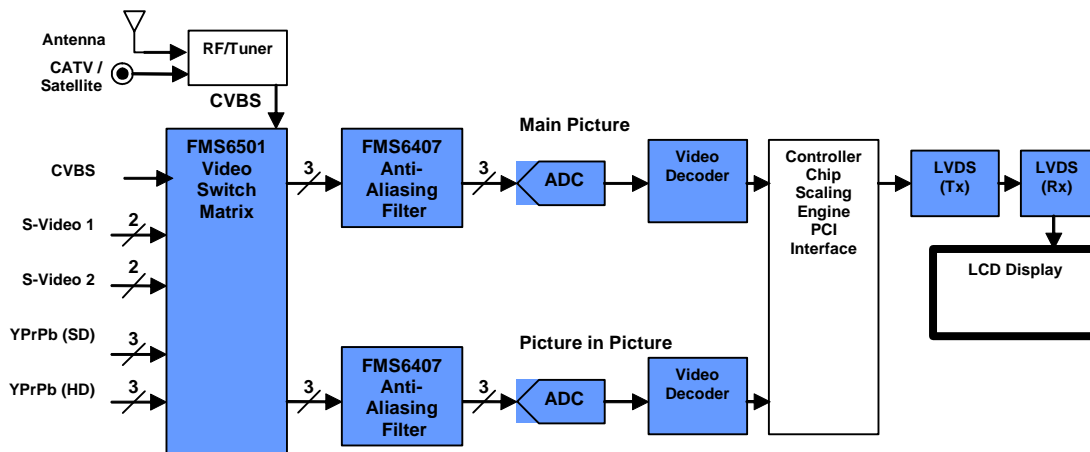 Antenna
CATV /
Satellite
RF/Tuner
CVBS
CVBS
S-Video 1
2
S-Video 2
2
YPrPb (SD)
3
YPrPb (HD)
3
FMS6501
Video
Switch
Matrix
Main Picture
3
FMS6407
Anti-
Aliasing
Filter
3
ADC
Video
Decoder
Picture in Picture
3
FMS6407
Anti-
Aliasing
Filter
3
ADC
Video
Decoder
Controller
Chip
Scaling
Engine
PCI
Interface
LVDS
(Tx)
LVDS
(Rx)
LCD Display